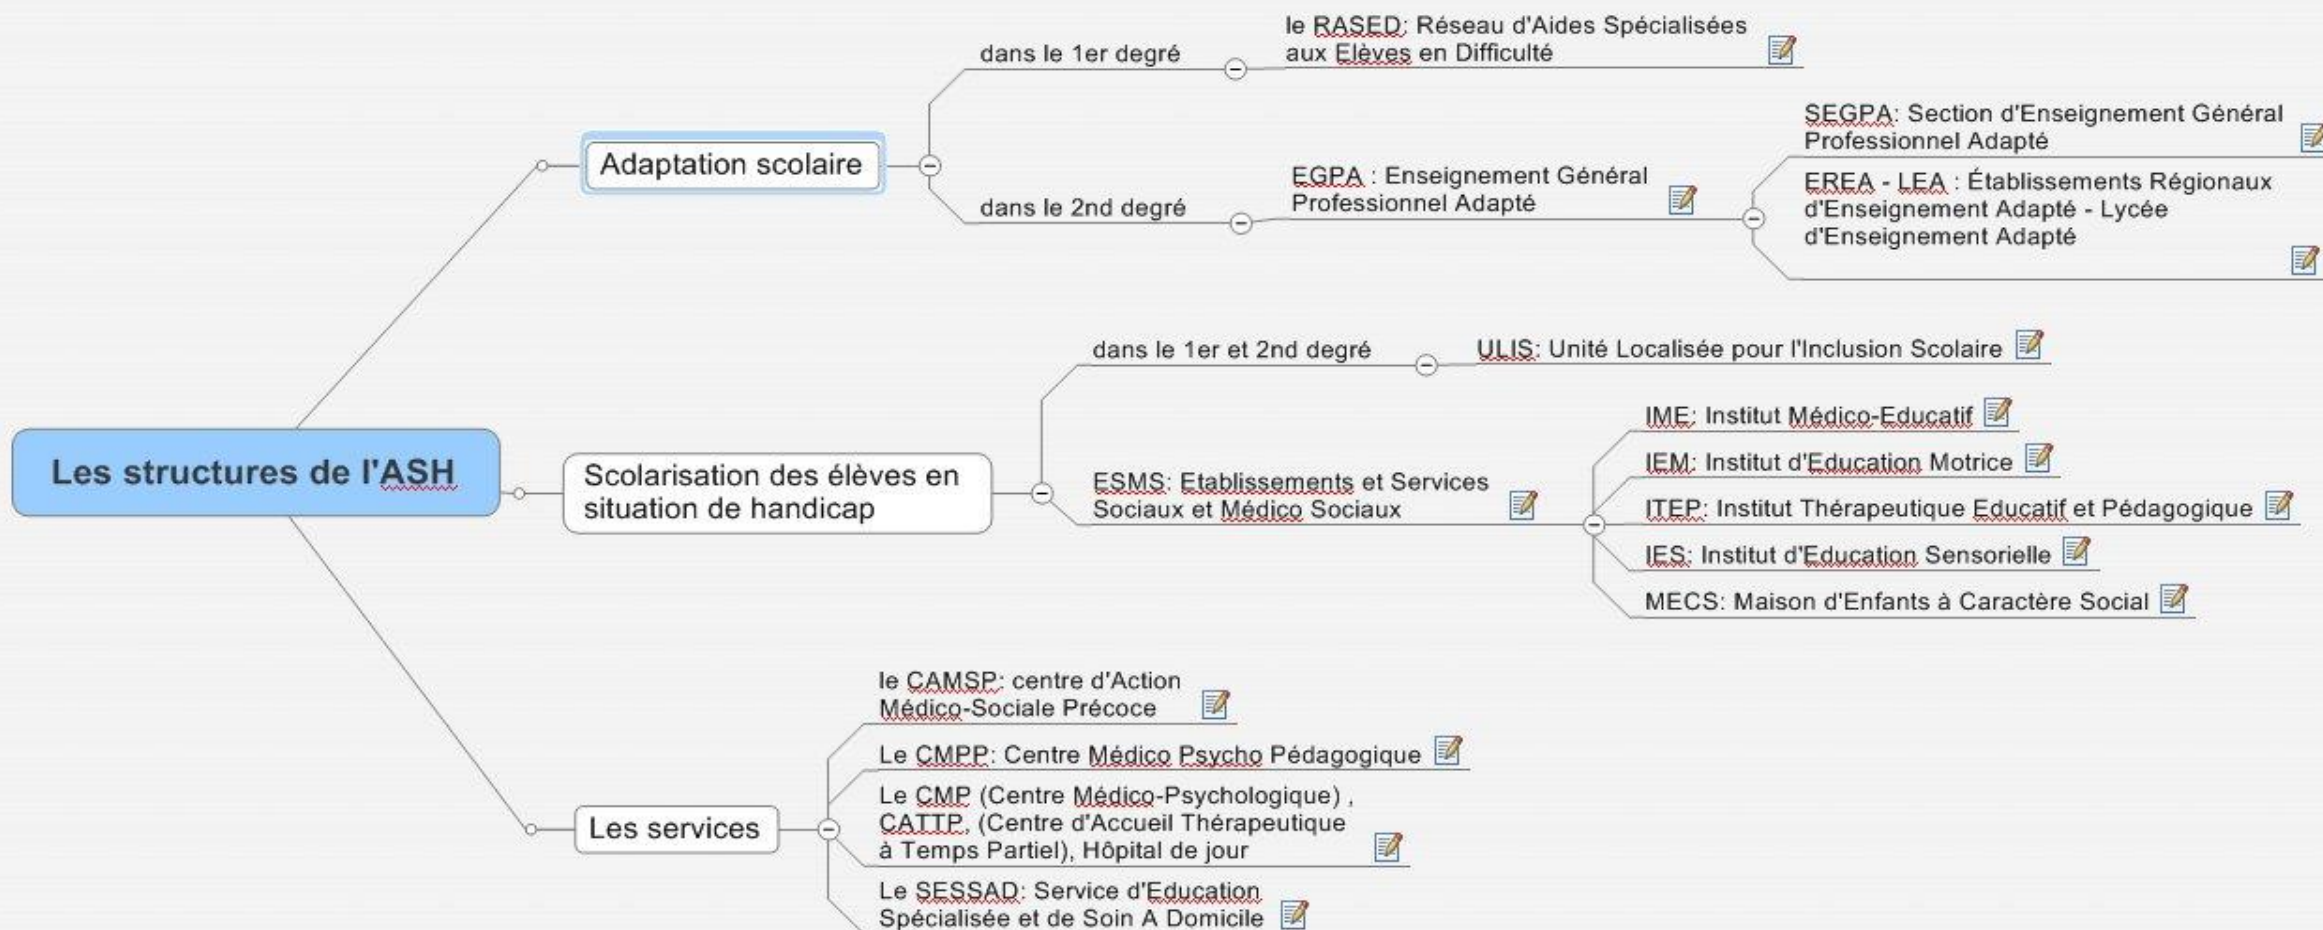 Les structures de l'ASH
Adaptation scolaire
dans le 1er degré
le RASED: Réseau d'Aides Spécialisées
aux Elèves en Difficulté
dans le 2nd degré
EGPA : Enseignement Général
Professionnel Adapté
SEGPA: Section d'Enseignement Général
Professionnel Adapté
EREA - LEA : Établissements Régionaux
d'Enseignement Adapté - Lycée
d'Enseignement Adapté
Scolarisation des élèves en
situation de handicap
dans le 1er et 2nd degré
ULIS: Unité Localisée pour l'Inclusion Scolaire
ESMS: Etablissements et Services
Sociaux et Médico Sociaux
IME: Institut Médico-Educatif
IEM: Institut d'Education Motrice
ITEP: Institut Thérapeutique Educatif et Pédagogique
IES: Institut d'Education Sensorielle
MECS: Maison d'Enfants à Caractère Social
Les services
le CAMSP: centre d'Action
Médico-Sociale Précoce
Le CMPP: Centre Médico Psycho Pédagogique
Le CMP (Centre Médico-Psychologique) ,
CATTP, (Centre d'Accueil Thérapeutique
à Temps Partiel), Hôpital de jour
Le SESSAD: Service d'Education
Spécialisée et de Soin A Domicile